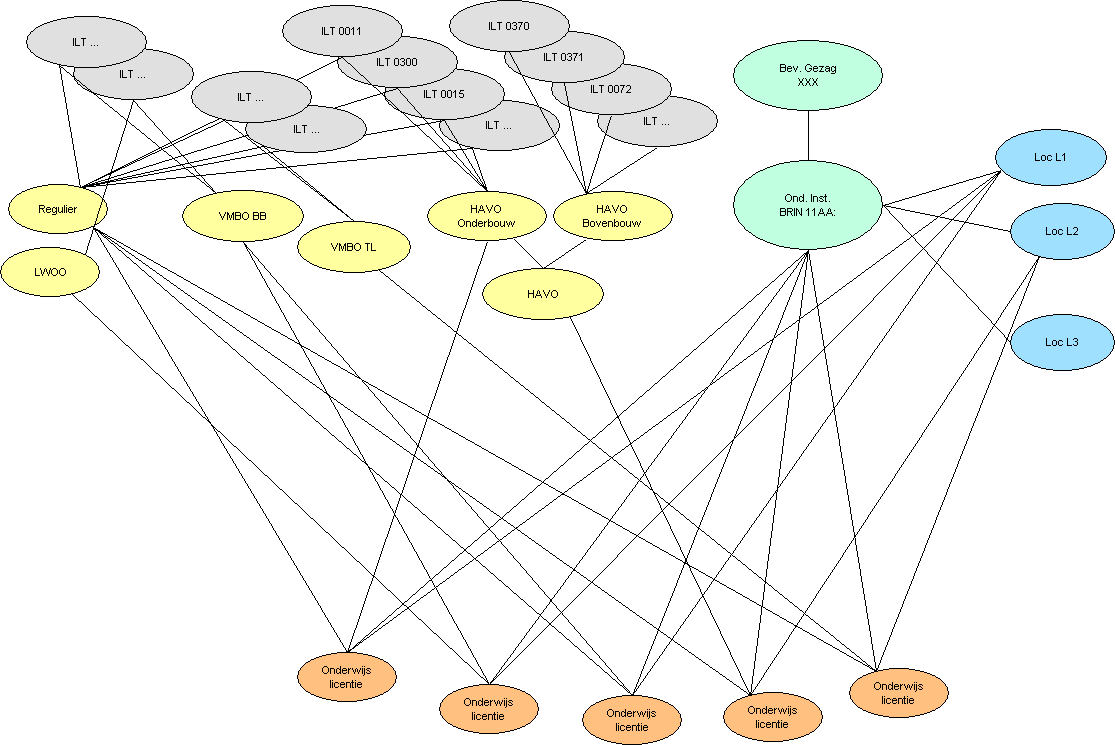 ILT ...
ILT ...
ILT ...
ILT ...
ILT 0011
ILT 0300
ILT 0015
ILT ...
ILT 0370
ILT 0371
ILT 0072
ILT ...
Bev. Gezag
XXX
Ond. Inst.
BRIN 11AA:
Loc L1
Loc L2
Loc L3
Regulier
LWOO
VMBO BB
VMBO TL
HAVO
Onderbouw
HAVO
Bovenbouw
HAVO
Onderwijs
licentie
Onderwijs
licentie
Onderwijs
licentie
Onderwijs
licentie
Onderwijs
licentie